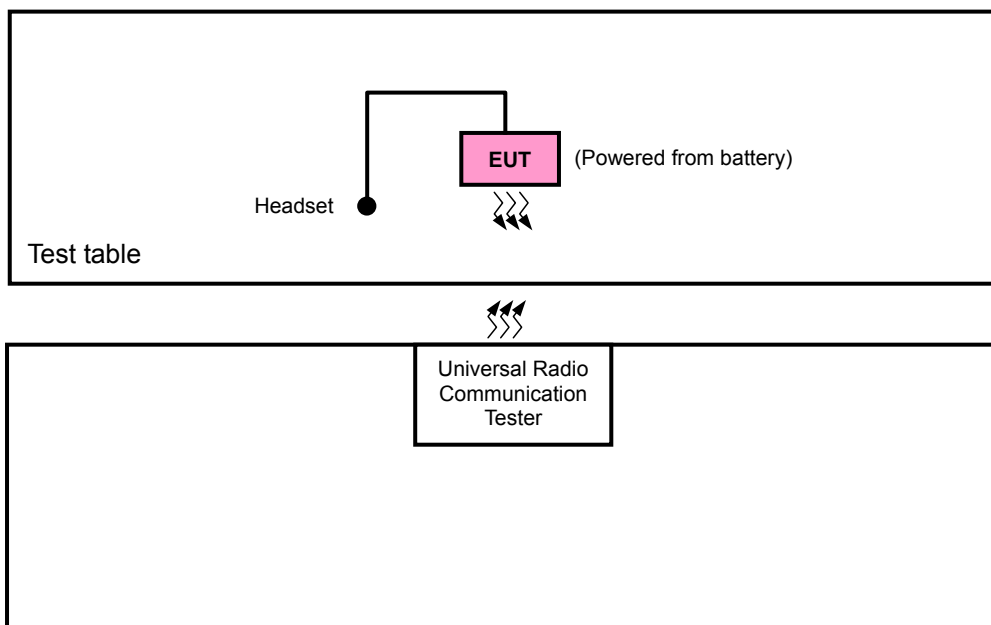 EUT
(Powered from battery)
Headset
Test table
Universal Radio
Communication
Tester